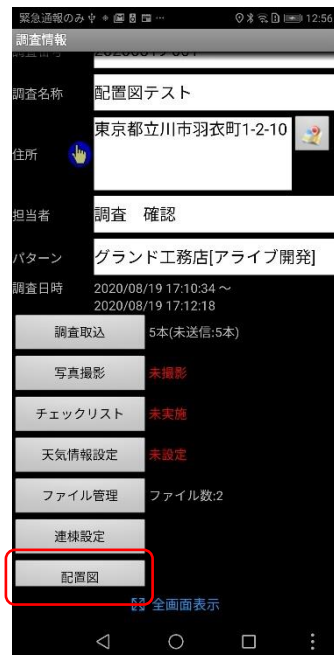 緊急通報のみ 12:56
調査情報
調査名称 配置図テスト
住所 東京都立川市羽衣町1-2-10
担当者 調査 確認
パターン グランド工務店[アライブ開発]
調査日時 2020/08/19 17:10:34 ～
2020/08/19 17:12:18
調査取込 5本(未送信:5本)
写真撮影 未撮影
チェックリスト 未実施
天気情報設定 未設定
ファイル管理 ファイル数:2
連棟設定
配置図
全画面表示